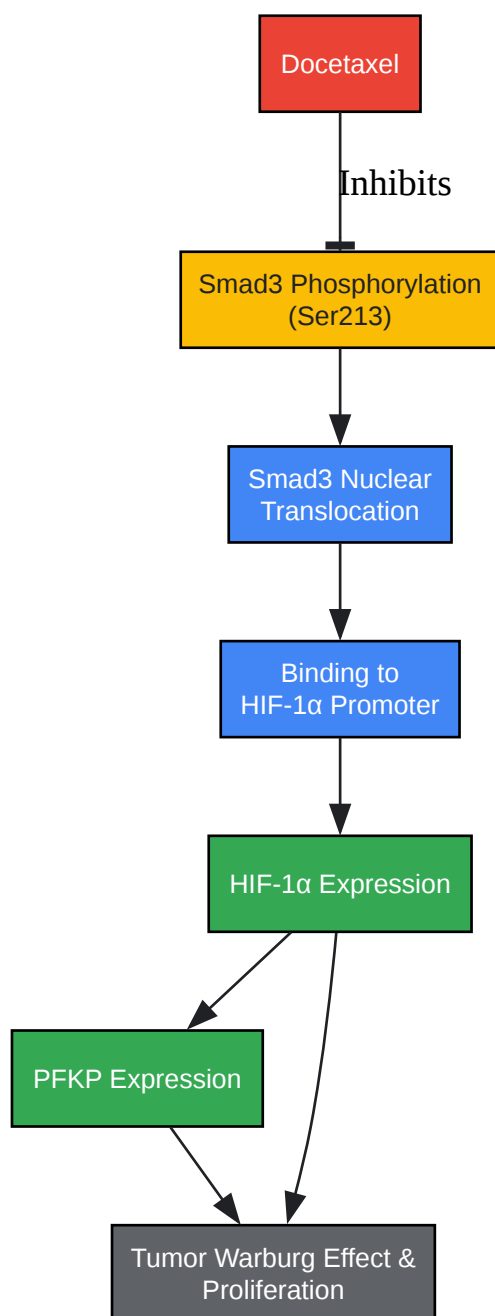 Docetaxel
Inhibits
Smad3 Phosphorylation
(Ser213)
Smad3 Nuclear
Translocation
Binding to
HIF-1α Promoter
HIF-1α Expression
PFKP Expression
Tumor Warburg Effect &
Proliferation